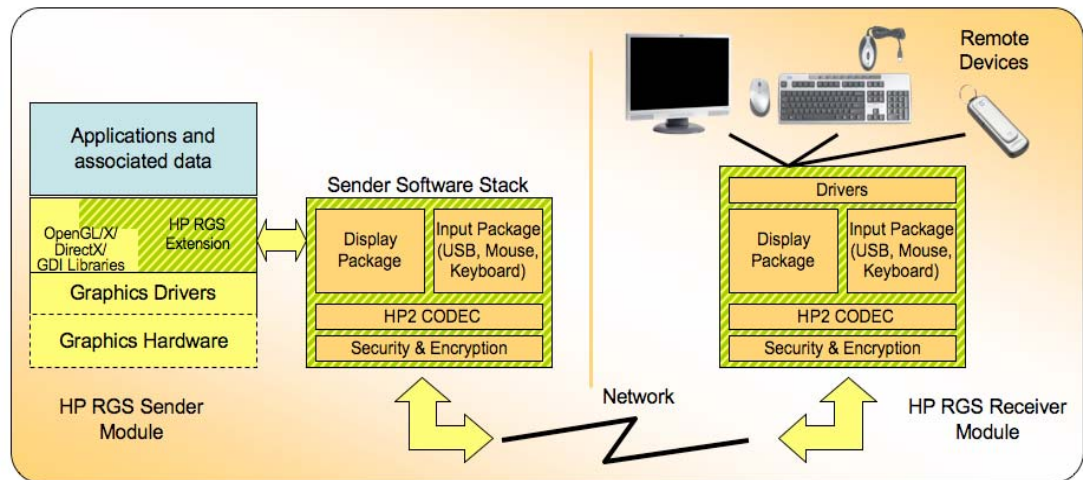 Applications and
associated data
OpenGL/X/
DirectX/
GDI Libraries
HP RGS
Extension
Graphics Drivers
Graphics Hardware
HP RGS Sender
Module
Sender Software Stack
Display
Package
Input Package
(USB, Mouse,
Keyboard)
HP2 CODEC
Security & Encryption
Network
Remote
Devices
Drivers
Display
Package
Input Package
(USB, Mouse,
Keyboard)
HP2 CODEC
Security & Encryption
HP RGS Receiver
Module